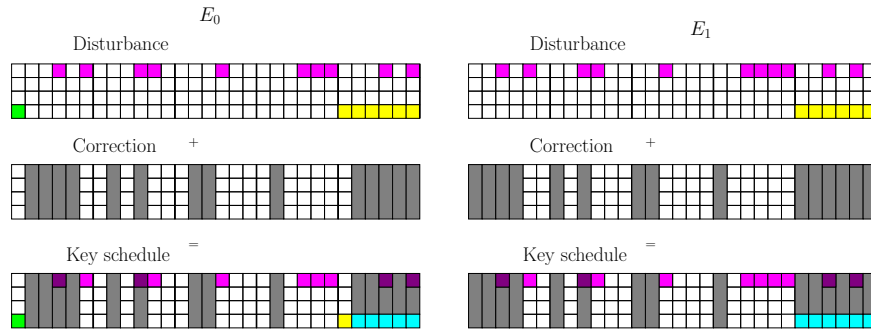 E₀
E₁
Disturbance
Disturbance
Correction +
Correction +
Key schedule =
Key schedule =